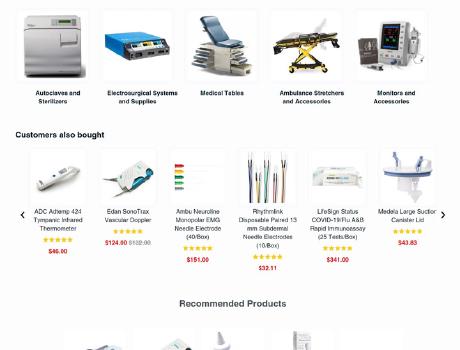 Autoclaves and
Sterilizers
Electrosurgical Systems
and Supplies
Medical Tables
Ambulance Stretchers
and Accessories
Monitors and
Accessories
Customers also bought
ADC Adtemp 424
Tympanic Infrared
Thermometer
$46.00
Edan SonoTrax
Vascular Doppler
$124.00 $132.00
Ambu Neuroline
Monopolar EMG
Needle Electrode
(40/Box)
$151.00
Rhythmlink
Disposable Paired 13
mm Subdermal
Needle Electrodes
(10/Box)
$32.11
LifeSign Status
COVID-19/Flu A&B
Rapid Immunoassay
(25 Tests/Box)
$341.00
Medela Large Suction
Canister Lid
$43.83
Recommended Products